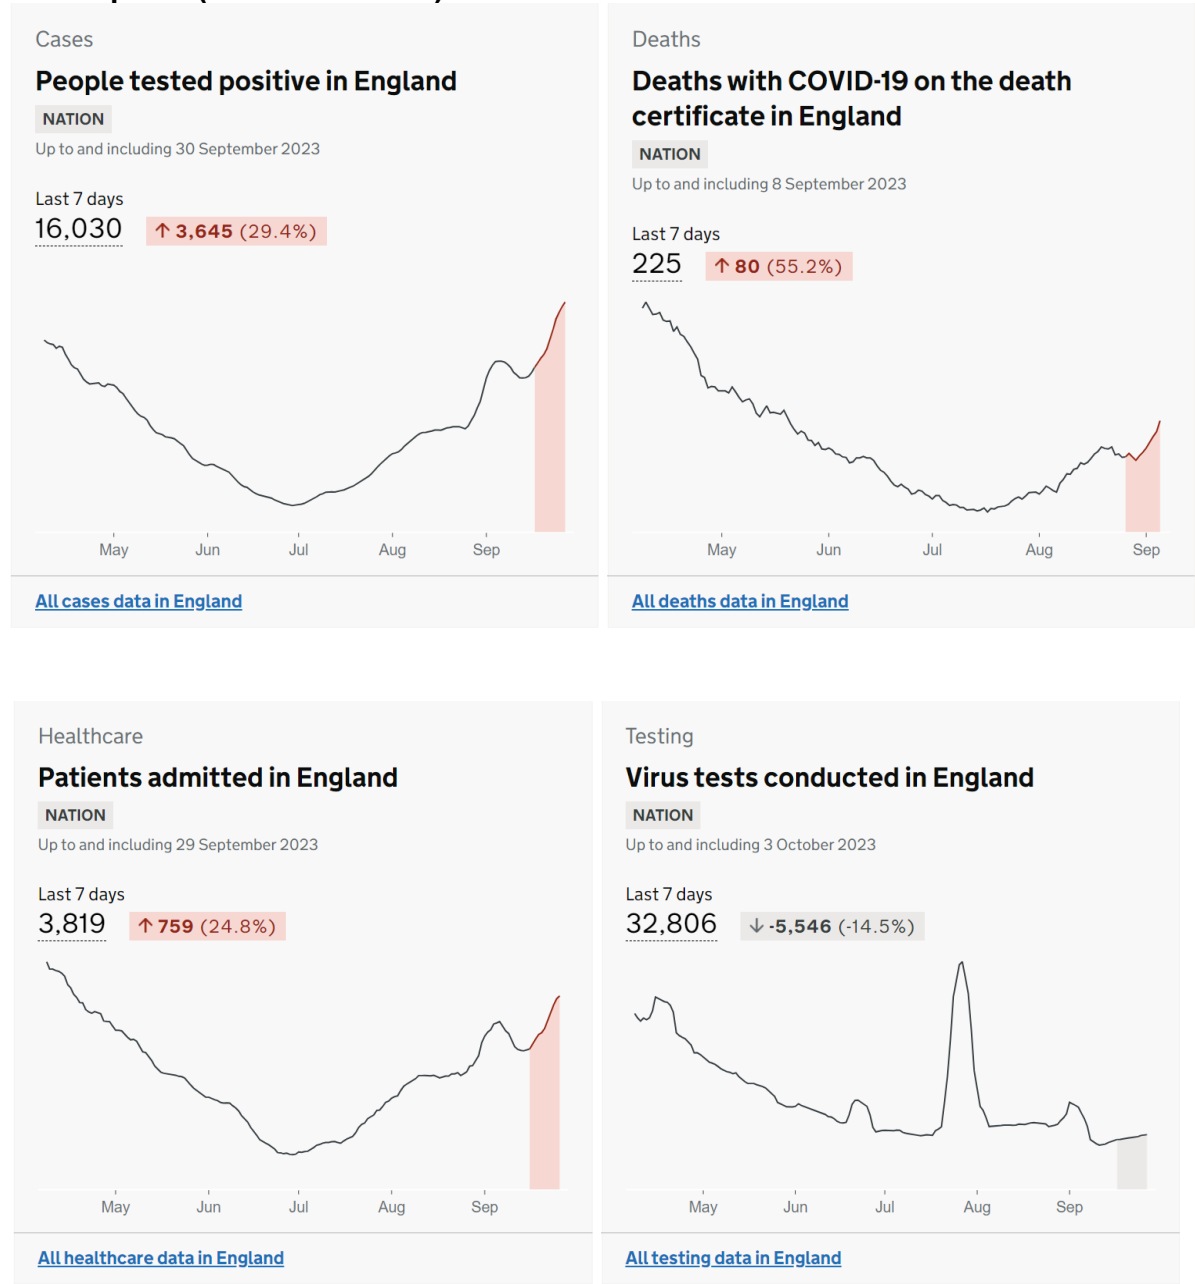 Cases
People tested positive in England
NATION
Up to and including 30 September 2023
Last 7 days
16,030 ↑ 3,645 (29.4%)
May Jun Jul Aug Sep
All cases data in England
Deaths
Deaths with COVID-19 on the death
certificate in England
NATION
Up to and including 8 September 2023
Last 7 days
225 ↑ 80 (55.2%)
May Jun Jul Aug Sep
All deaths data in England
Healthcare
Patients admitted in England
NATION
Up to and including 29 September 2023
Last 7 days
3,819 ↑ 759 (24.8%)
May Jun Jul Aug Sep
All healthcare data in England
Testing
Virus tests conducted in England
NATION
Up to and including 3 October 2023
Last 7 days
32,806 ↓ -5,546 (-14.5%)
May Jun Jul Aug Sep
All testing data in England